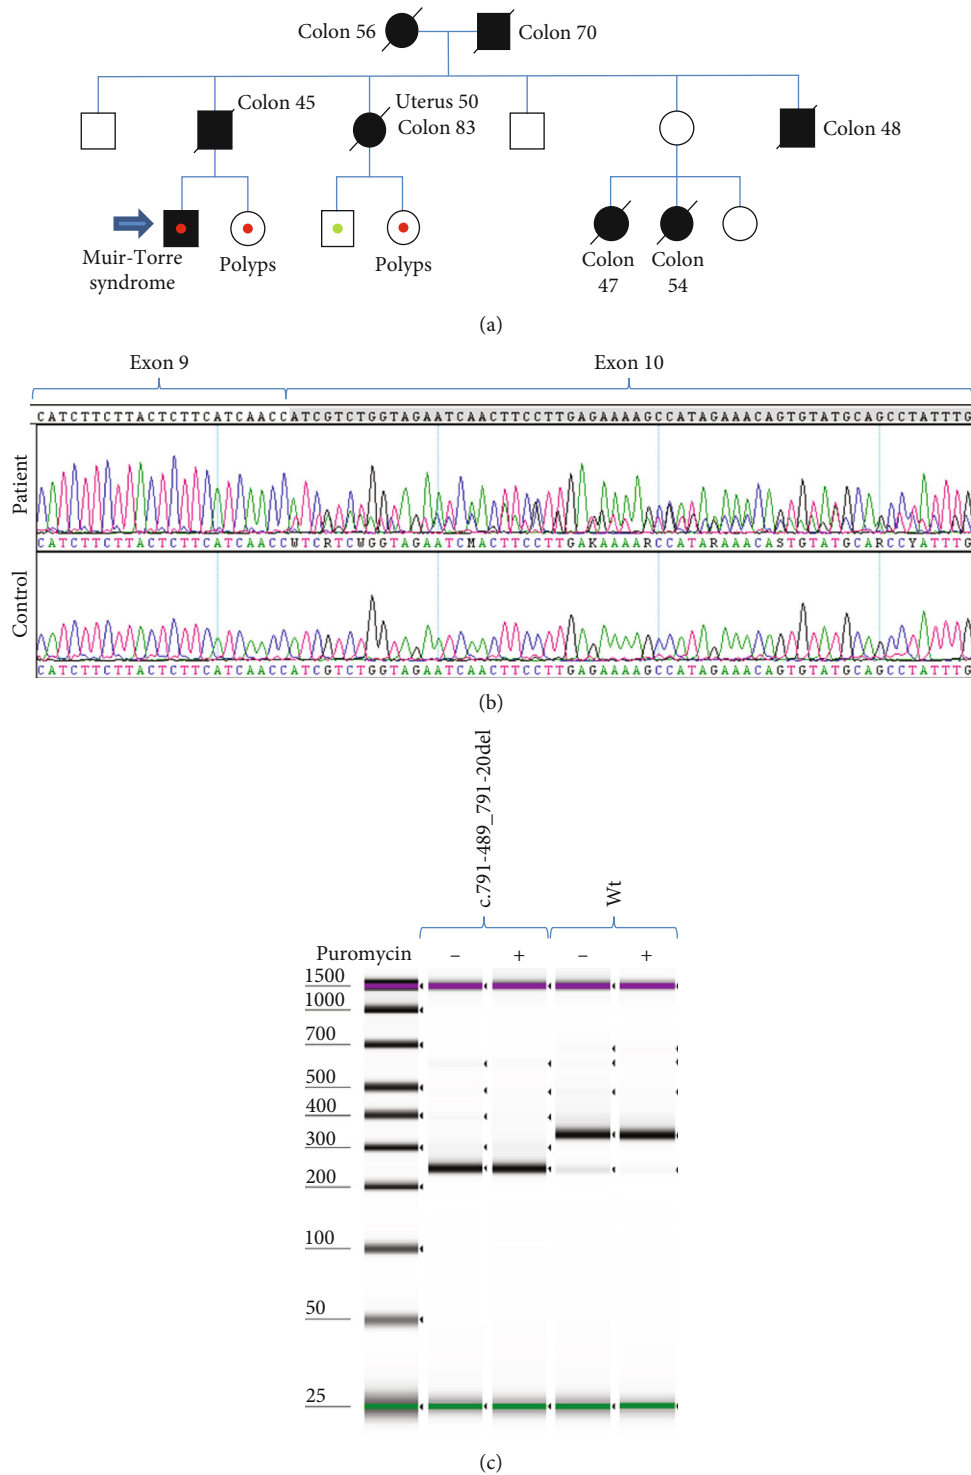 Colon 56
Colon 70
Colon 45
Uterus 50
Colon 83
Colon 48
Muir-Torre
syndrome
Polyps
Polyps
Colon
47
Colon
54
(a)
Exon 9
Exon 10
CATCTTCTTACTCTTCATCAACCATCGTCTGGTAGAATCAACTTCCTTGAGAAAAGCCATAGAAACAGTGTATGCAGCCTATTTG
Patient
CATCTTCTTACTCTTCATCAACCWTCRTCWGGTAGAATCMACTTCCTTGAKAAAARCCATARAAACASTGTATGCARCCYATTTG
Control
CATCTTCTTACTCTTCATCAACCATCGTCTGGTAGAATCAACTTCCTTGAGAAAAGCCATAGAAACAGTGTATGCAGCCTATTTG
(b)
c.791-489_791-20del
Wt
Puromycin – + – +
1500
1000
700
500
400
300
200
100
50
25
(c)